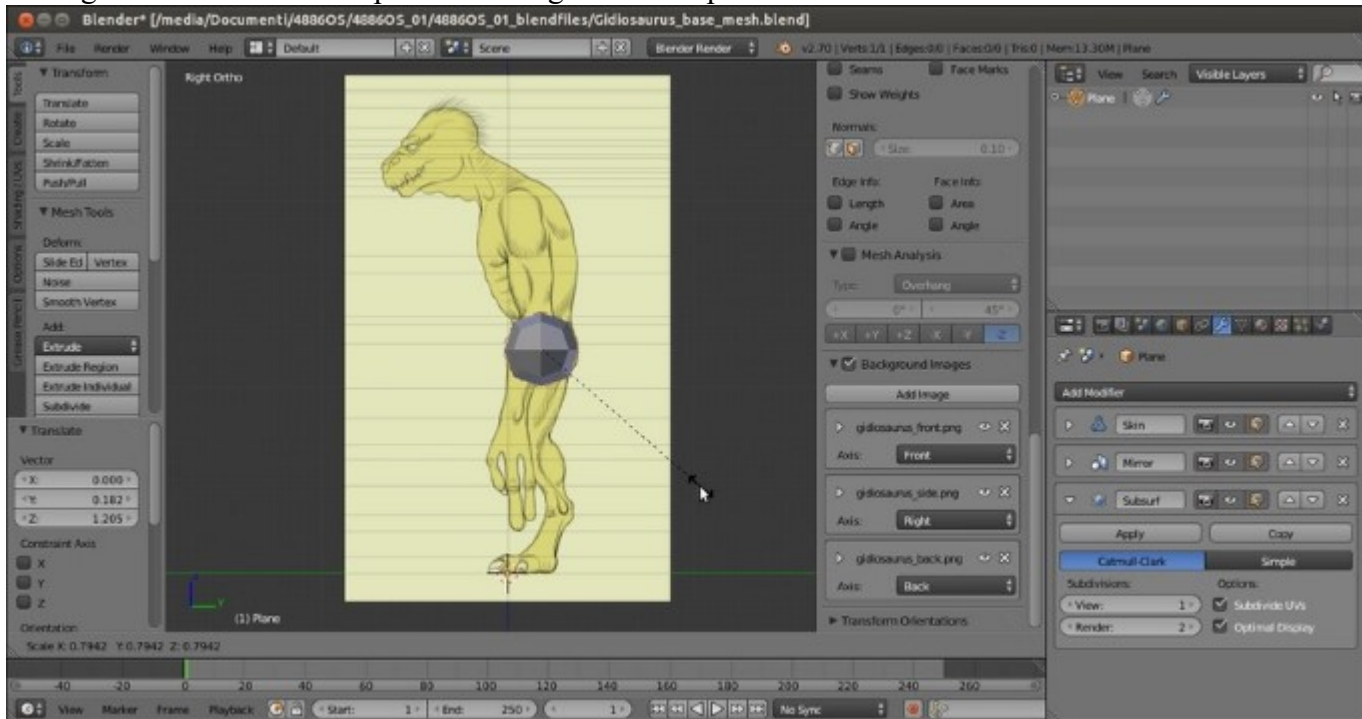 Blender* [/media/Documenti/4886OS/4886OS_01/4886OS_01_blendfiles/Gidiosaurus_base_mesh.blend]
File Render Window Help Default Scene Blender Render v2.70 | Verts:1/1 | Edges:0/0 | Faces:0/0 | Tris:0 | Mem:13.30M | Plane
Tools
Create
Shading / UVs
Options
Grease Pencil
Transform
Translate
Rotate
Scale
Shrink/Fatten
Push/Pull
Mesh Tools
Deform:
Slide Ed Vertex
Noise
Smooth Vertex
Add:
Extrude
Extrude Region
Extrude Individual
Subdivide
Translate
Vector
X: 0.000
Y: 0.182
Z: 1.205
Constraint Axis
X
Y
Z
Orientation
Right Ortho
(1) Plane
Scale X: 0.7942 Y: 0.7942 Z: 0.7942
Seams Face Marks
Show Weights
Normals:
Size: 0.10
Edge Info: Face Info:
Length Area
Angle Angle
Mesh Analysis
Type: Overhang
0° 45°
+X +Y +Z -X -Y -Z
Background Images
Add Image
gidiosaurus_front.png
Axis: Front
gidiosaurus_side.png
Axis: Right
gidiosaurus_back.png
Axis: Back
Transform Orientations
View Search Visible Layers
Plane
Plane
Add Modifier
Skin
Mirror
Subsurf
Apply Copy
Catmull-Clark Simple
Subdivisions: Options:
View: 1 Subdivide UVs
Render: 2 Optimal Display
-40 -20 0 20 40 60 80 100 120 140 160 180 200 220 240 260
View Marker Frame Playback Start: 1 End: 250 1 No Sync